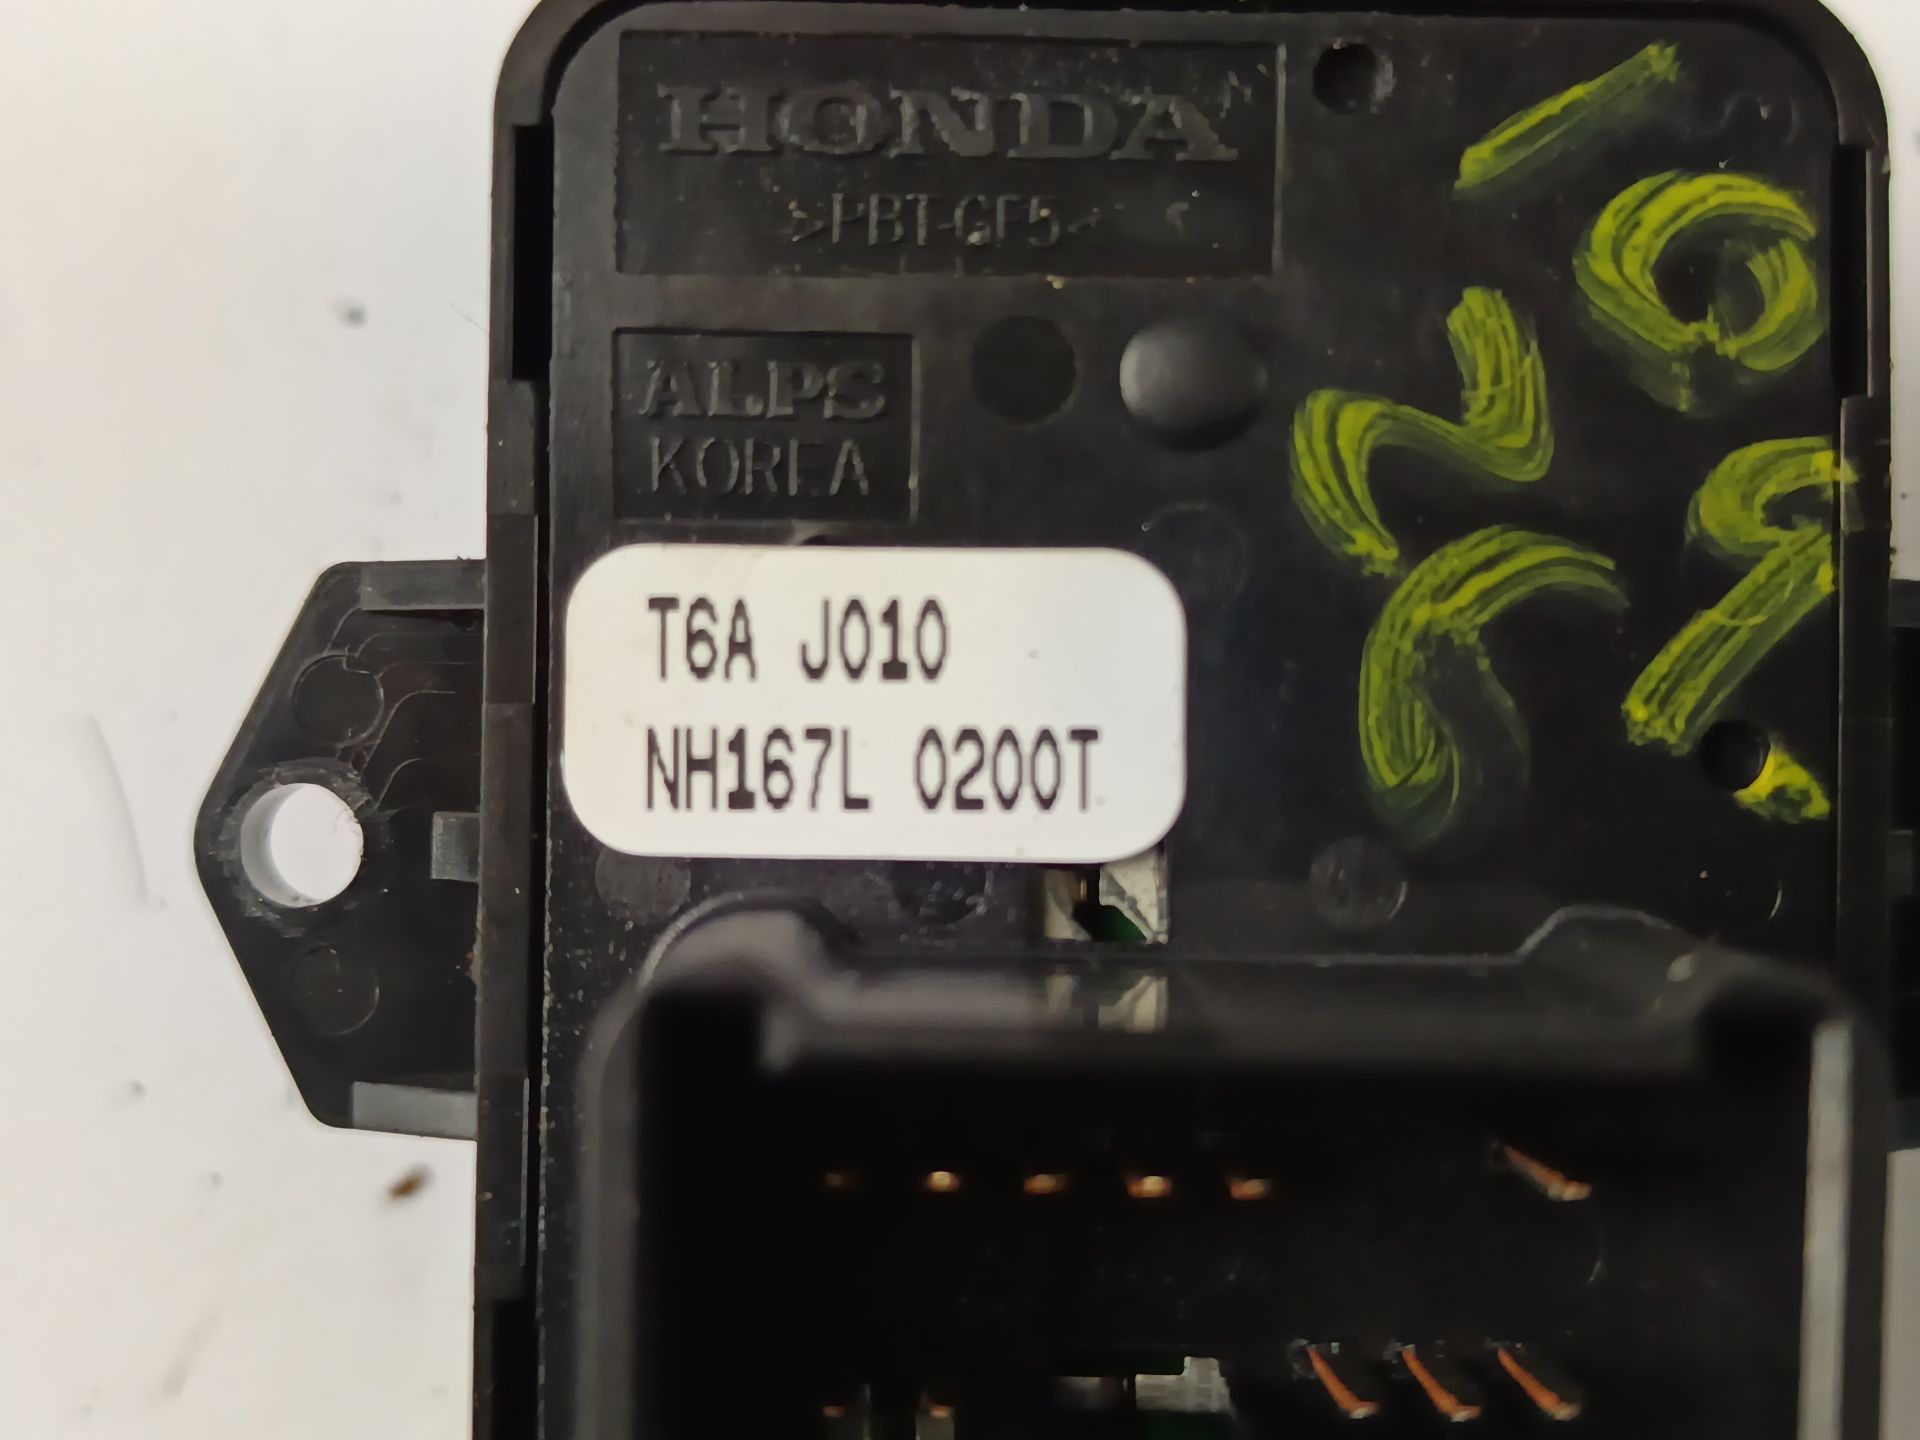 HONDA
>PBT-GF5<
ALPS
KOREA
T6A J010
NH167L 0200T